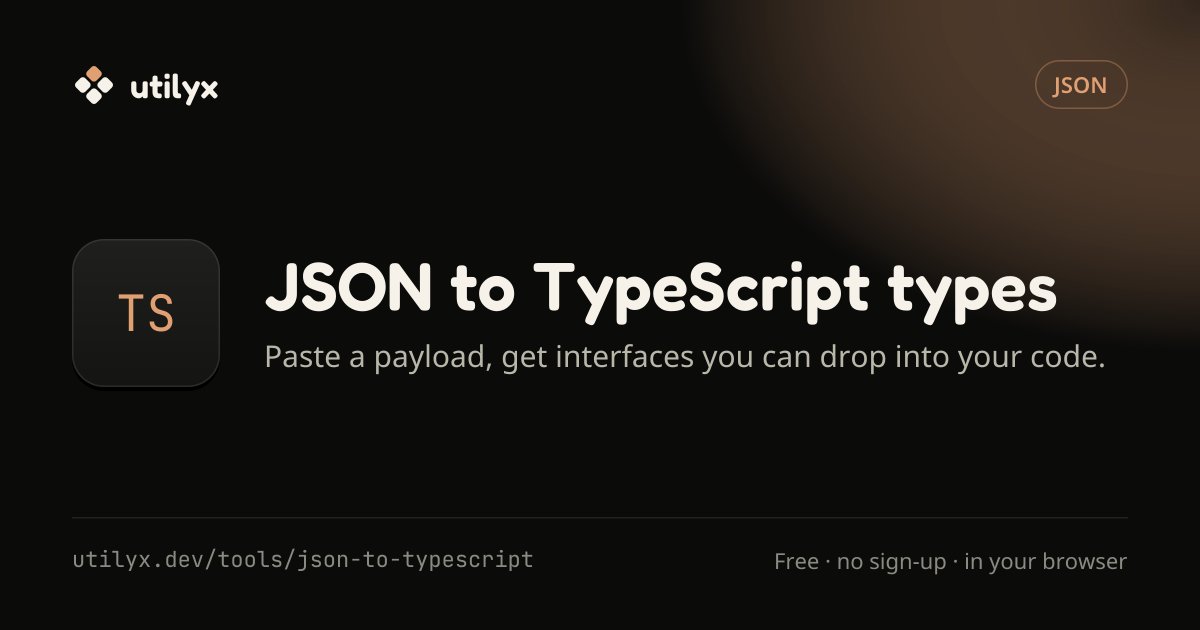 utilyx
JSON
TS
JSON to TypeScript types
Paste a payload, get interfaces you can drop into your code.
utilyx.dev/tools/json-to-typescript
Free · no sign-up · in your browser